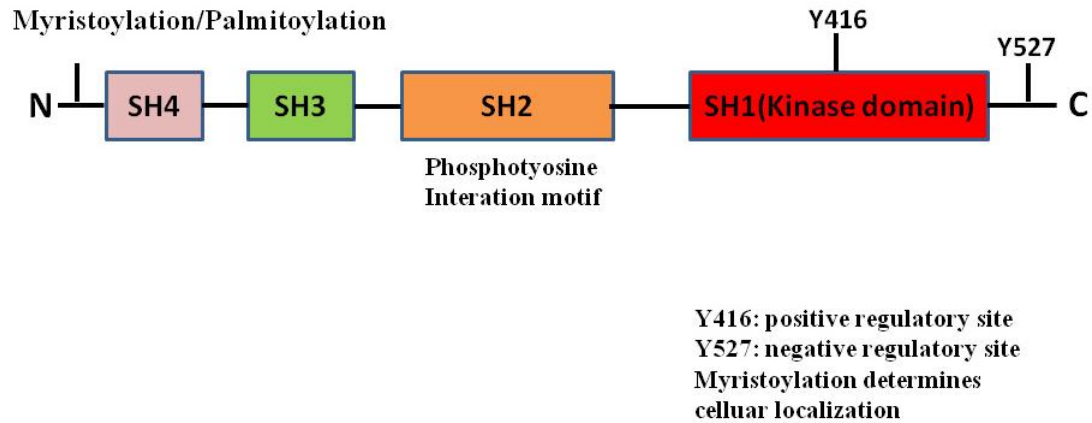 Myristoylation/Palmitoylation
Y416
Y527
N
SH4
SH3
SH2
SH1(Kinase domain)
C
Phosphotyosine
Interation motif
Y416: positive regulatory site
Y527: negative regulatory site
Myristoylation determines
celluar localization